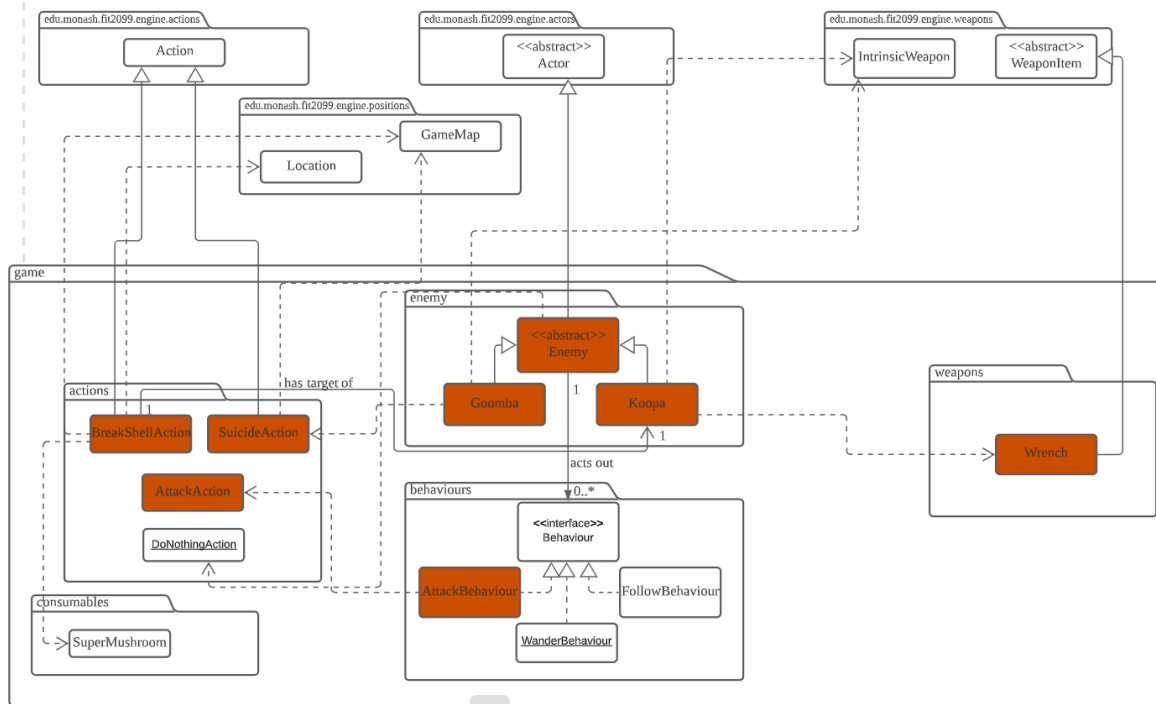 edu.monash.fit2099.engine.actions
Action
edu.monash.fit2099.engine.actors
<<abstract>>
Actor
edu.monash.fit2099.engine.weapons
IntrinsicWeapon
<<abstract>>
WeaponItem
edu.monash.fit2099.engine.positions
GameMap
Location
game
enemy
<<abstract>>
Enemy
1
Goomba
Koopa
1
has target of
actions
1
BreakShellAction
SuicideAction
AttackAction
DoNothingAction
weapons
Wrench
acts out
0..*
behaviours
<<interface>>
Behaviour
AttackBehaviour
FollowBehaviour
WanderBehaviour
consumables
SuperMushroom